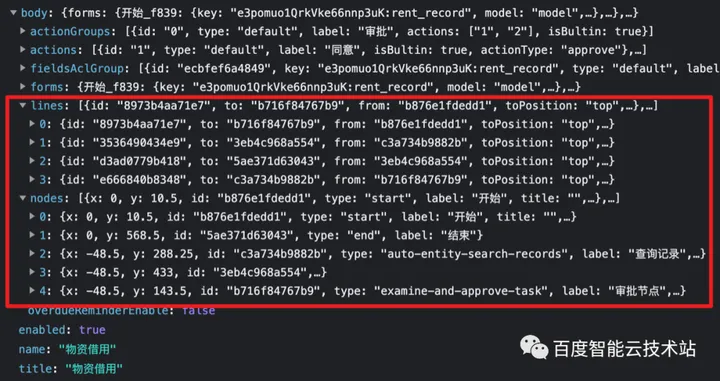 ▼ body: {forms: {开始_f839: {key: "e3pomuo1QrkVke66nnp3uK:rent_record", model: "model",…},…},…}
▶ actionGroups: [{id: "0", type: "default", label: "审批", actions: ["1", "2"], isBultin: true}]
▶ actions: [{id: "1", type: "default", label: "同意", isBultin: true, actionType: "approve"},…]
▶ fieldsAclGroup: [{id: "ecbfef6a4849", key: "e3pomuo1QrkVke66nnp3uK:rent_record", type: "default", label
▶ forms: {开始_f839: {key: "e3pomuo1QrkVke66nnp3uK:rent_record", model: "model",…},…}
▼ lines: [{id: "8973b4aa71e7", to: "b716f84767b9", from: "b876e1fdedd1", toPosition: "top",…},…]
▶ 0: {id: "8973b4aa71e7", to: "b716f84767b9", from: "b876e1fdedd1", toPosition: "top",…}
▶ 1: {id: "3536490434e9", to: "3eb4c968a554", from: "c3a734b9882b", toPosition: "top",…}
▶ 2: {id: "d3ad0779b418", to: "5ae371d63043", from: "3eb4c968a554", toPosition: "top",…}
▶ 3: {id: "e666840b8348", to: "c3a734b9882b", from: "b716f84767b9", toPosition: "top",…}
▼ nodes: [{x: 0, y: 10.5, id: "b876e1fdedd1", type: "start", label: "开始", title: "",…},…]
▶ 0: {x: 0, y: 10.5, id: "b876e1fdedd1", type: "start", label: "开始", title: "",…}
▶ 1: {x: 0, y: 568.5, id: "5ae371d63043", type: "end", label: "结束"}
▶ 2: {x: -48.5, y: 288.25, id: "c3a734b9882b", type: "auto-entity-search-records", label: "查询记录",…}
▶ 3: {x: -48.5, y: 433, id: "3eb4c968a554",…}
▶ 4: {x: -48.5, y: 143.5, id: "b716f84767b9", type: "examine-and-approve-task", label: "审批节点",…}
overdueReminderEnable: false
enabled: true
name: "物资借用"
title: "物资借用"
百度智能云技术站